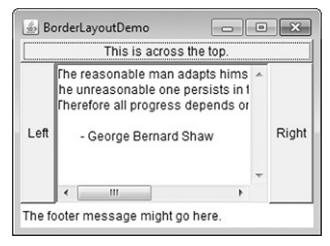 BorderLayoutDemo
This is across the top.
Left
The reasonable man adapts hims
he unreasonable one persists in t
Therefore all progress depends or
- George Bernard Shaw
Right
The footer message might go here.